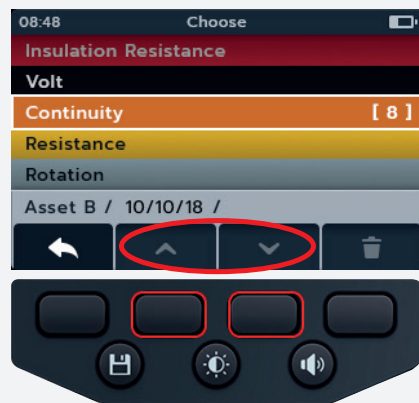 08:48 Choose
Insulation Resistance
Volt
Continuity [ 8 ]
Resistance
Rotation
Asset B / 10/10/18 /